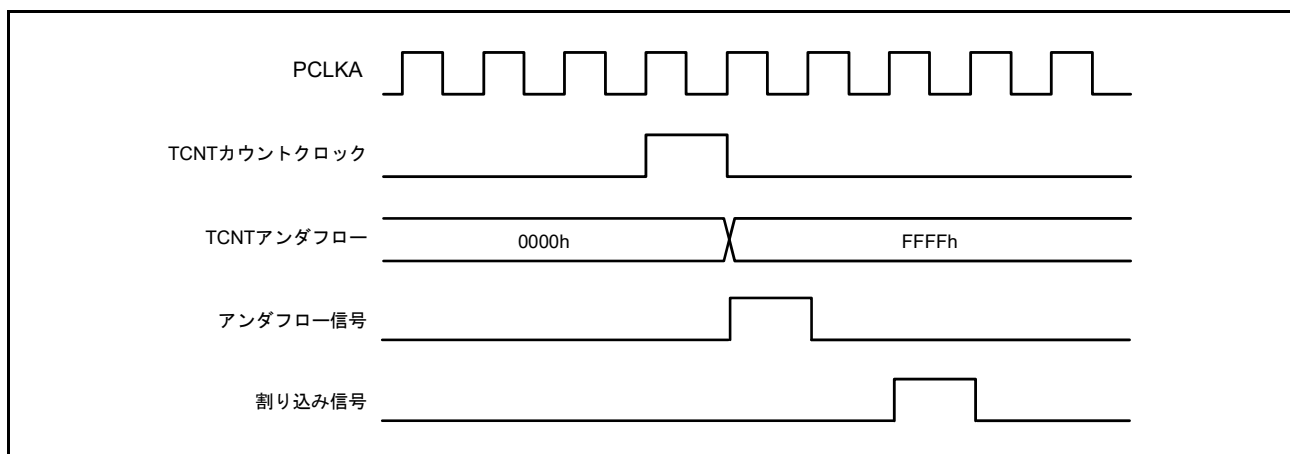 PCLKA
TCNTカウントクロック
TCNTアンダフロー
0000h
FFFFh
アンダフロー信号
割り込み信号